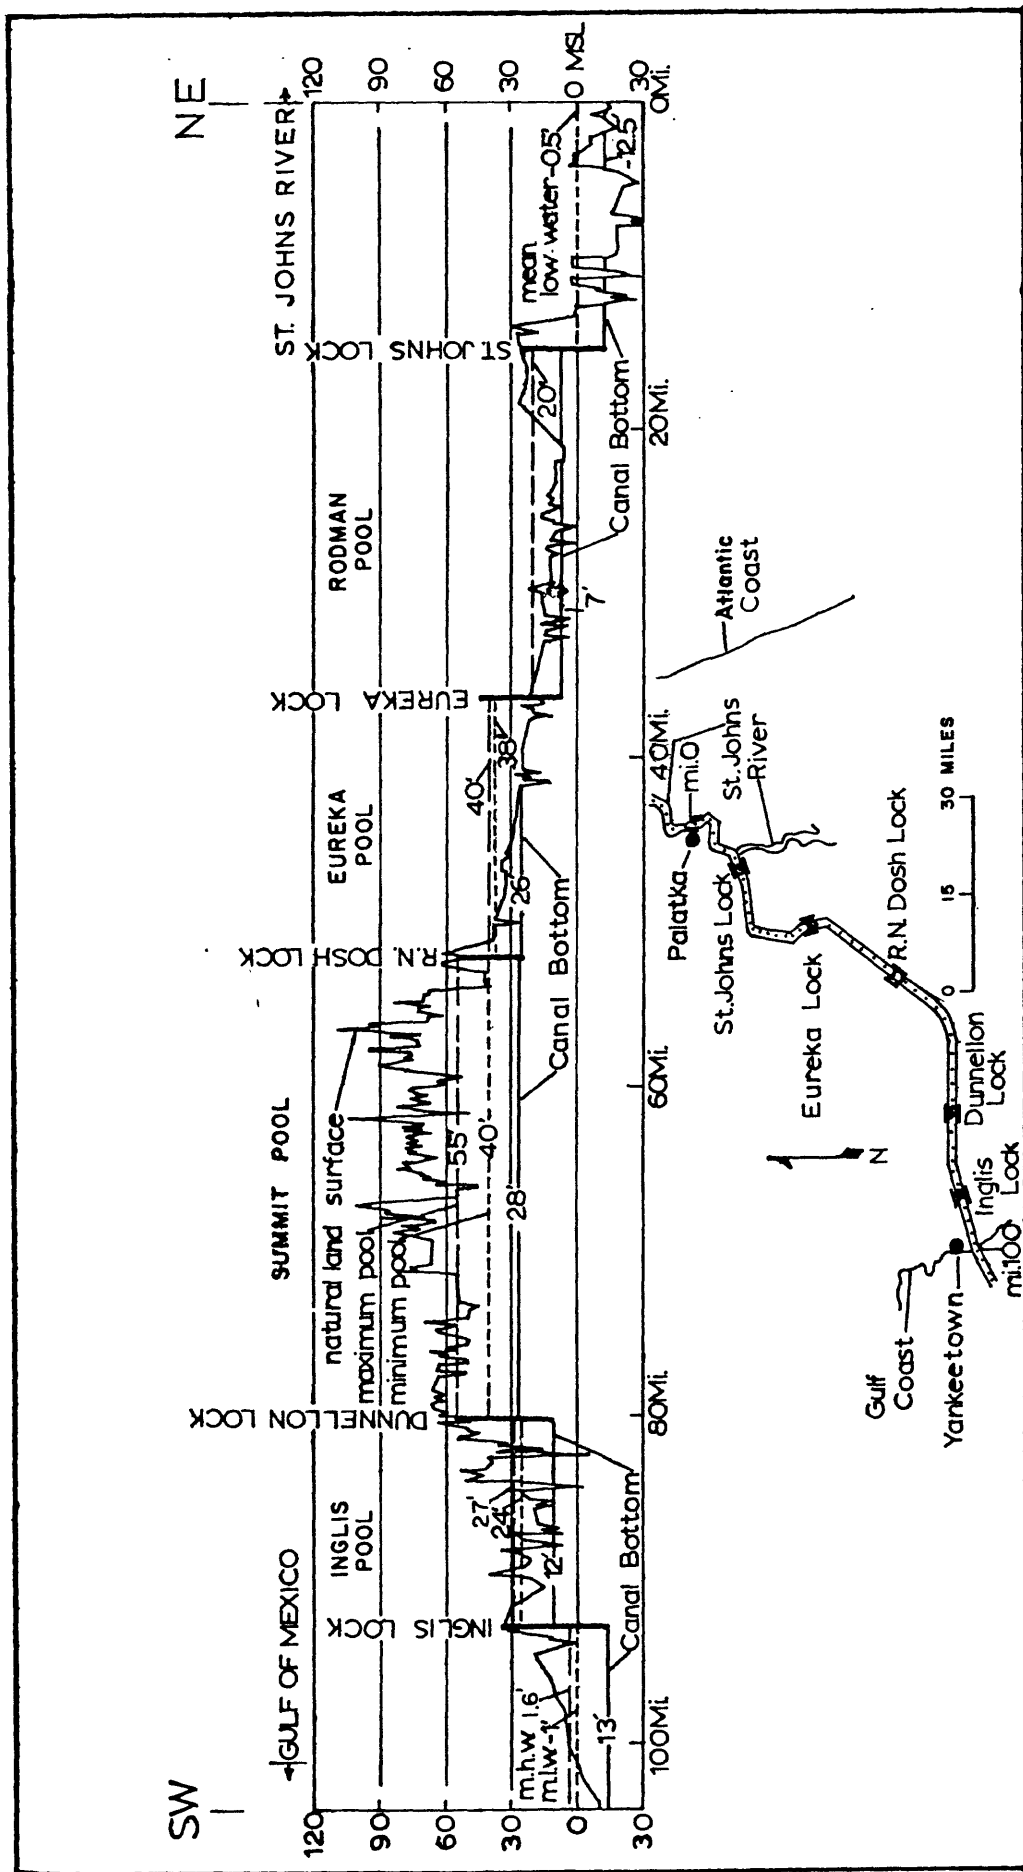 SW
NE
GULF OF MEXICO
ST. JOHNS RIVER
INGLIS
POOL
SUMMIT POOL
EUREKA
POOL
RODMAN
POOL
INGLIS LOCK
DUNNELLON LOCK
R.N. DOSH LOCK
EUREKA LOCK
ST JOHNS LOCK
120
90
60
30
0
30
120
90
60
30
0 MSL
30
natural land surface
maximum pool
minimum pool
m.h.w 1.6'
m.l.w-1'
13'
27'
24'
12'
55'
40'
28'
40'
38'
26'
20'
7'
mean
low water-0.5'
-12.5'
Canal Bottom
Canal Bottom
Canal Bottom
Canal Bottom
100Mi.
80Mi.
60Mi.
40Mi.
20Mi.
0Mi.
Gulf
Coast
Yankeetown
mi.100
Inglis
Lock
Dunnellon
Lock
N
Eureka Lock
R.N. Dosh Lock
St.Johns Lock
Palatka
mi.0
St.Johns
River
Atlantic
Coast
0 15 30 MILES